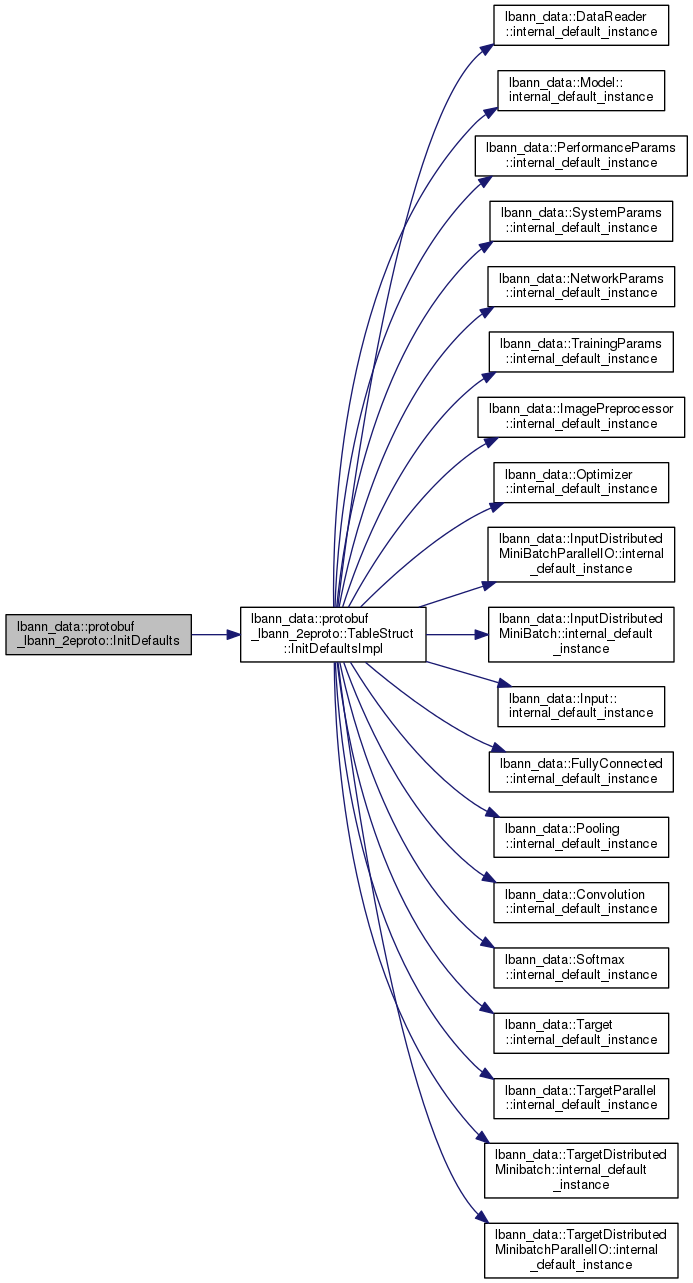 lbann_data::DataReader
::internal_default_instance
lbann_data::Model::
internal_default_instance
lbann_data::PerformanceParams
::internal_default_instance
lbann_data::SystemParams
::internal_default_instance
lbann_data::NetworkParams
::internal_default_instance
lbann_data::TrainingParams
::internal_default_instance
lbann_data::ImagePreprocessor
::internal_default_instance
lbann_data::Optimizer
::internal_default_instance
lbann_data::InputDistributed
MiniBatchParallelIO::internal
_default_instance
lbann_data::protobuf
_lbann_2eproto::InitDefaults
lbann_data::protobuf
_lbann_2eproto::TableStruct
::InitDefaultsImpl
lbann_data::InputDistributed
MiniBatch::internal_default
_instance
lbann_data::Input::
internal_default_instance
lbann_data::FullyConnected
::internal_default_instance
lbann_data::Pooling
::internal_default_instance
lbann_data::Convolution
::internal_default_instance
lbann_data::Softmax
::internal_default_instance
lbann_data::Target
::internal_default_instance
lbann_data::TargetParallel
::internal_default_instance
lbann_data::TargetDistributed
Minibatch::internal_default
_instance
lbann_data::TargetDistributed
MinibatchParallelIO::internal
_default_instance